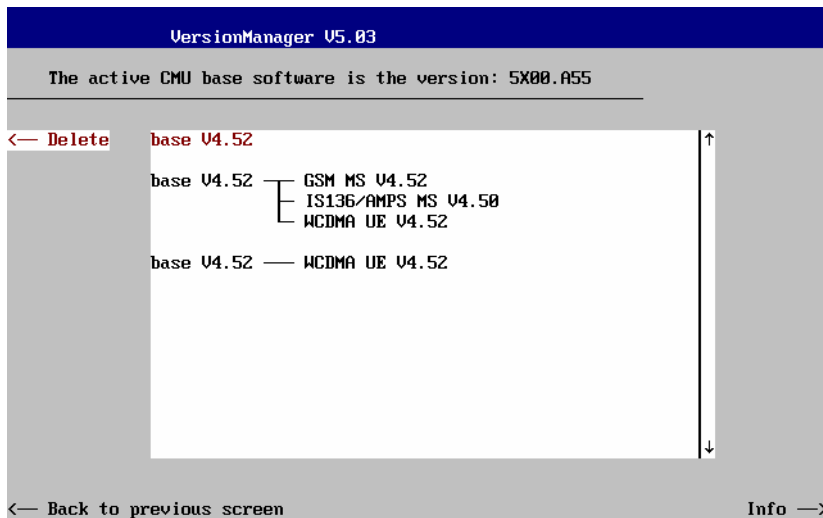 VersionManager V5.03
The active CMU base software is the version: 5X00.A55
<— Delete base V4.52 ↑
base V4.52 —— GSM MS V4.52
IS136/AMPS MS V4.50
WCDMA UE V4.52
base V4.52 —— WCDMA UE V4.52
↓
<— Back to previous screen Info —>